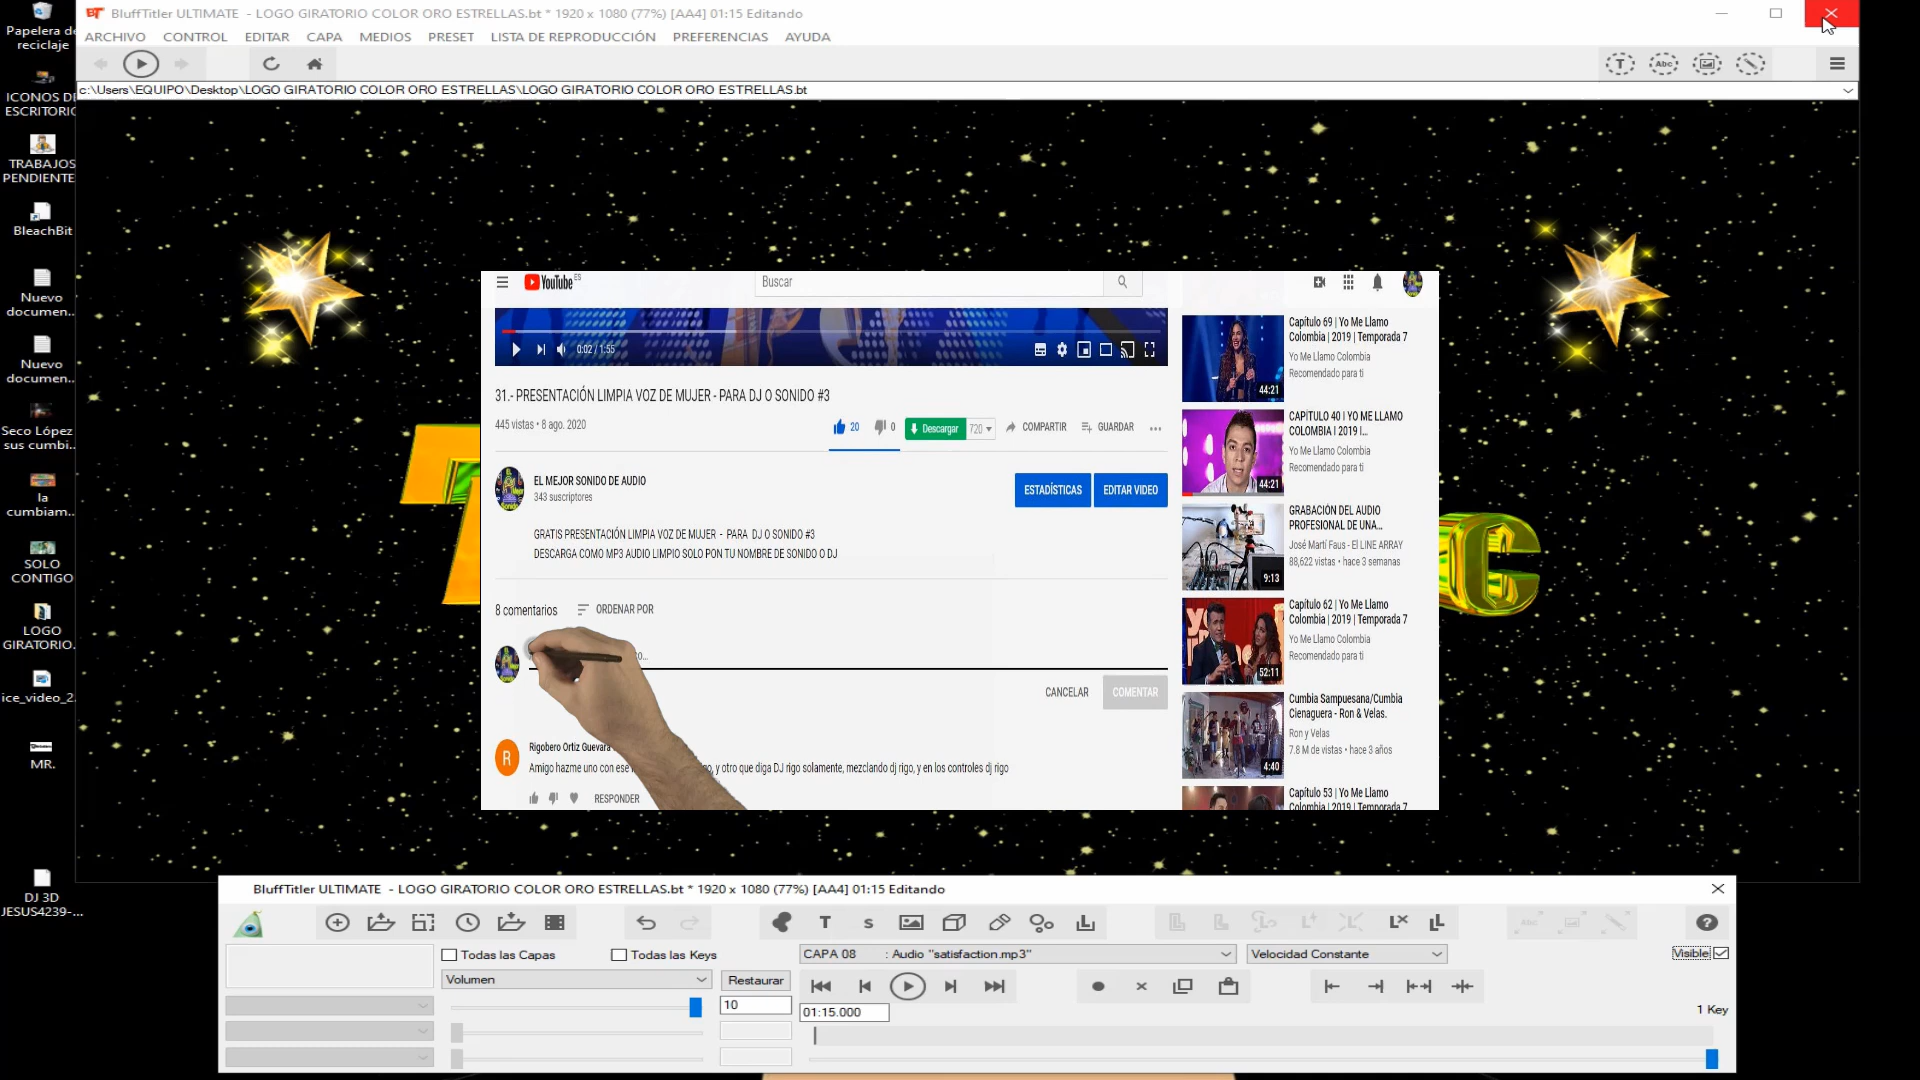 Papelera de
reciclaje
ICONOS DE
ESCRITORIO
TRABAJOS
PENDIENTE
BleachBit
Nuevo
documen...
Nuevo
documen...
Seco López
sus cumbi...
la
cumbiam...
SOLO
CONTIGO
LOGO
GIRATORIO.
ice_video_2.
MR.
DJ 3D
JESUS4239-...
BluffTitler ULTIMATE - LOGO GIRATORIO COLOR ORO ESTRELLAS.bt * 1920 x 1080 (77%) [AA4] 01:15 Editando
ARCHIVO CONTROL EDITAR CAPA MEDIOS PRESET LISTA DE REPRODUCCIÓN PREFERENCIAS AYUDA
c:\Users\EQUIPO\Desktop\LOGO GIRATORIO COLOR ORO ESTRELLAS\LOGO GIRATORIO COLOR ORO ESTRELLAS.bt
YouTube ES
Buscar
0:02 / 1:55
31.- PRESENTACIÓN LIMPIA VOZ DE MUJER - PARA DJ O SONIDO #3
445 vistas • 8 ago. 2020
20 0 Descargar 720 COMPARTIR GUARDAR ...
EL MEJOR SONIDO DE AUDIO
343 suscriptores
ESTADÍSTICAS EDITAR VIDEO
GRATIS PRESENTACIÓN LIMPIA VOZ DE MUJER - PARA DJ O SONIDO #3
DESCARGA COMO MP3 AUDIO LIMPIO SOLO PON TU NOMBRE DE SONIDO O DJ
8 comentarios ORDENAR POR
CANCELAR COMENTAR
R
Rigobero Ortiz Guevara
Amigo hazme uno con ese , y otro que diga DJ rigo solamente, mezclando dj rigo, y en los controles dj rigo
RESPONDER
Capítulo 69 | Yo Me Llamo
Colombia | 2019 | Temporada 7
Yo Me Llamo Colombia
Recomendado para ti
44:21
CAPÍTULO 40 I YO ME LLAMO
COLOMBIA I 2019 I...
Yo Me Llamo Colombia
Recomendado para ti
44:21
GRABACIÓN DEL AUDIO
PROFESIONAL DE UNA...
José Martí Faus - El LINE ARRAY
88,622 vistas • hace 3 semanas
9:13
Capítulo 62 | Yo Me Llamo
Colombia | 2019 | Temporada 7
Yo Me Llamo Colombia
Recomendado para ti
52:11
Cumbia Sampuesana/Cumbia
Cienaguera - Ron & Velas.
Ron y Velas
7.8 M de vistas • hace 3 años
4:40
Capítulo 53 | Yo Me Llamo
Colombia | 2019 | Temporada 7
BluffTitler ULTIMATE - LOGO GIRATORIO COLOR ORO ESTRELLAS.bt * 1920 x 1080 (77%) [AA4] 01:15 Editando
Todas las Capas Todas las Keys
CAPA 08 : Audio "satisfaction.mp3" Velocidad Constante Visible
Volumen Restaurar
10
01:15.000
1 Key